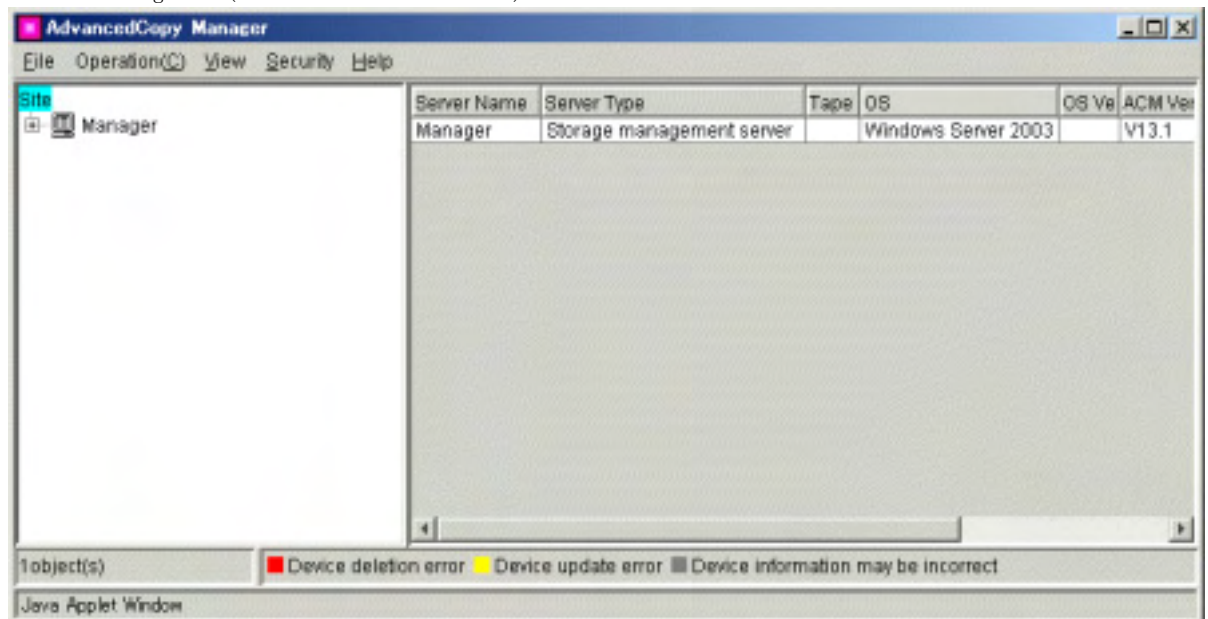 AdvancedCopy Manager
File Operation(C) View Security Help
Site
Manager
Server Name Server Type Tape OS OS Ve ACM Ver
Manager Storage management server Windows Server 2003 V13.1
1object(s) Device deletion error Device update error Device information may be incorrect
Java Applet Window